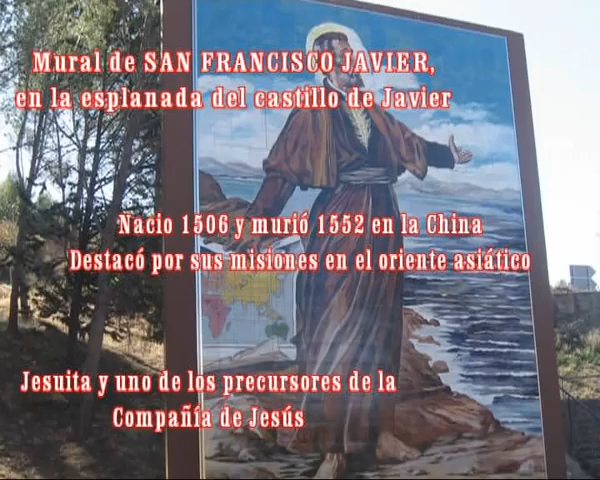 Mural de SAN FRANCISCO JAVIER,
en la esplanada del castillo de Javier
Nacio 1506 y murió 1552 en la China
Destacó por sus misiones en el oriente asiático
Jesuita y uno de los precursores de la
Compañía de Jesús